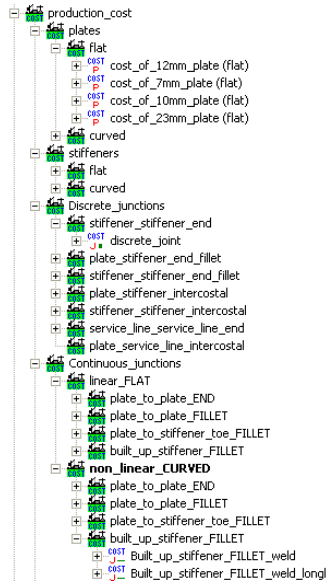 production_cost
plates
flat
cost_of_12mm_plate (flat)
cost_of_7mm_plate (flat)
cost_of_10mm_plate (flat)
cost_of_23mm_plate (flat)
curved
stiffeners
flat
curved
Discrete_junctions
stiffener_stiffener_end
discrete_joint
plate_stiffener_end_fillet
stiffener_stiffener_end_fillet
plate_stiffener_intercostal
stiffener_stiffener_intercostal
service_line_service_line_end
plate_service_line_intercostal
Continuous_junctions
linear_FLAT
plate_to_plate_END
plate_to_plate_FILLET
plate_to_stiffener_toe_FILLET
built_up_stiffener_FILLET
non_linear_CURVED
plate_to_plate_END
plate_to_plate_FILLET
plate_to_stiffener_toe_FILLET
built_up_stiffener_FILLET
Built_up_stiffener_FILLET_weld
Built_up_stiffener_FILLET_weld_longl